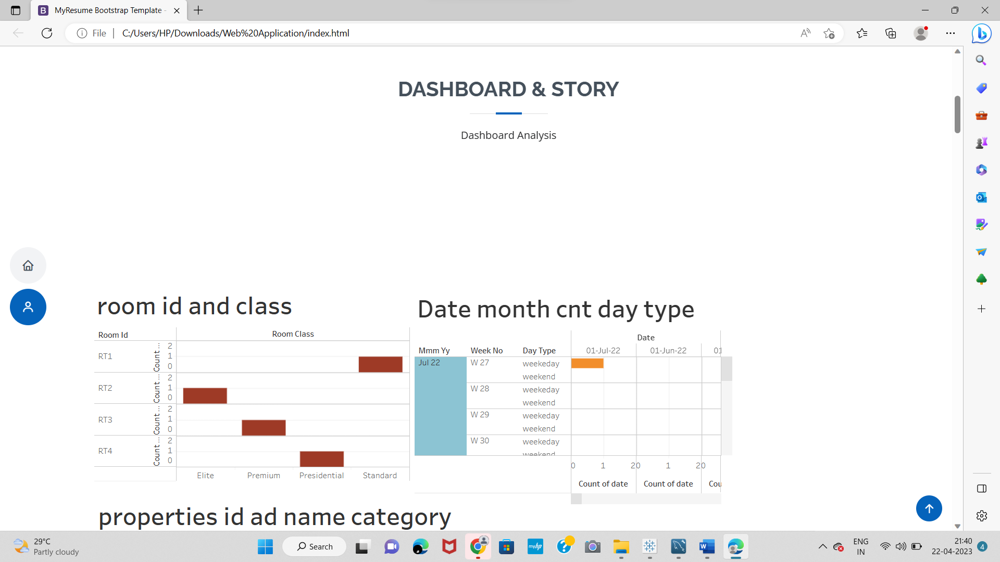 MyResume Bootstrap Template -
File
C:/Users/HP/Downloads/Web%20Application/index.html
DASHBOARD & STORY
Dashboard Analysis
room id and class
Room Id
Room Class
RT1
Count ...
2
1
0
RT2
Count ...
2
1
0
RT3
Count ...
2
1
0
RT4
Count ...
2
1
0
Elite Premium Presidential Standard
Date month cnt day type
Date
Mmm Yy Week No Day Type 01-Jul-22 01-Jun-22 01
Jul 22 W 27 weekeday
weekend
W 28 weekeday
weekend
W 29 weekeday
weekend
W 30 weekeday
weekend
0 1 20 1 20
Count of date Count of date Cou
properties id ad name category
29°C
Partly cloudy
Search
myhp
ENG
IN
21:40
22-04-2023
4